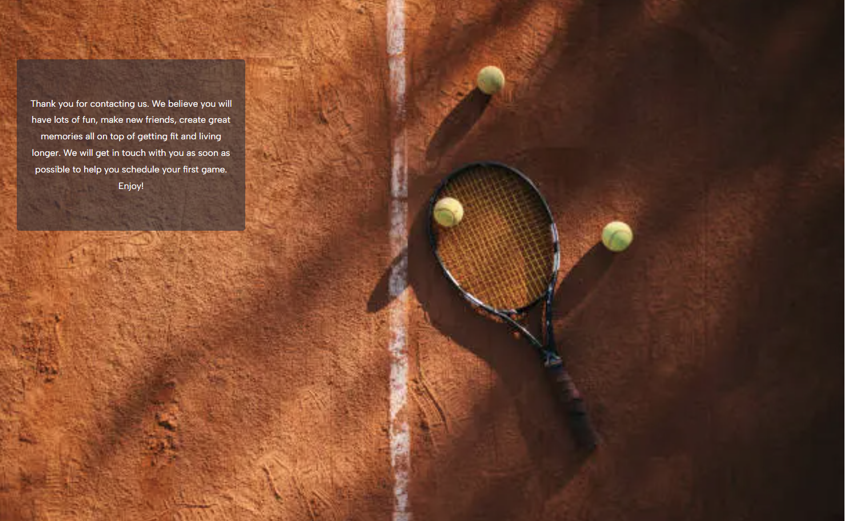 Thank you for contacting us. We believe you will
have lots of fun, make new friends, create great
memories all on top of getting fit and living
longer. We will get in touch with you as soon as
possible to help you schedule your first game.
Enjoy!